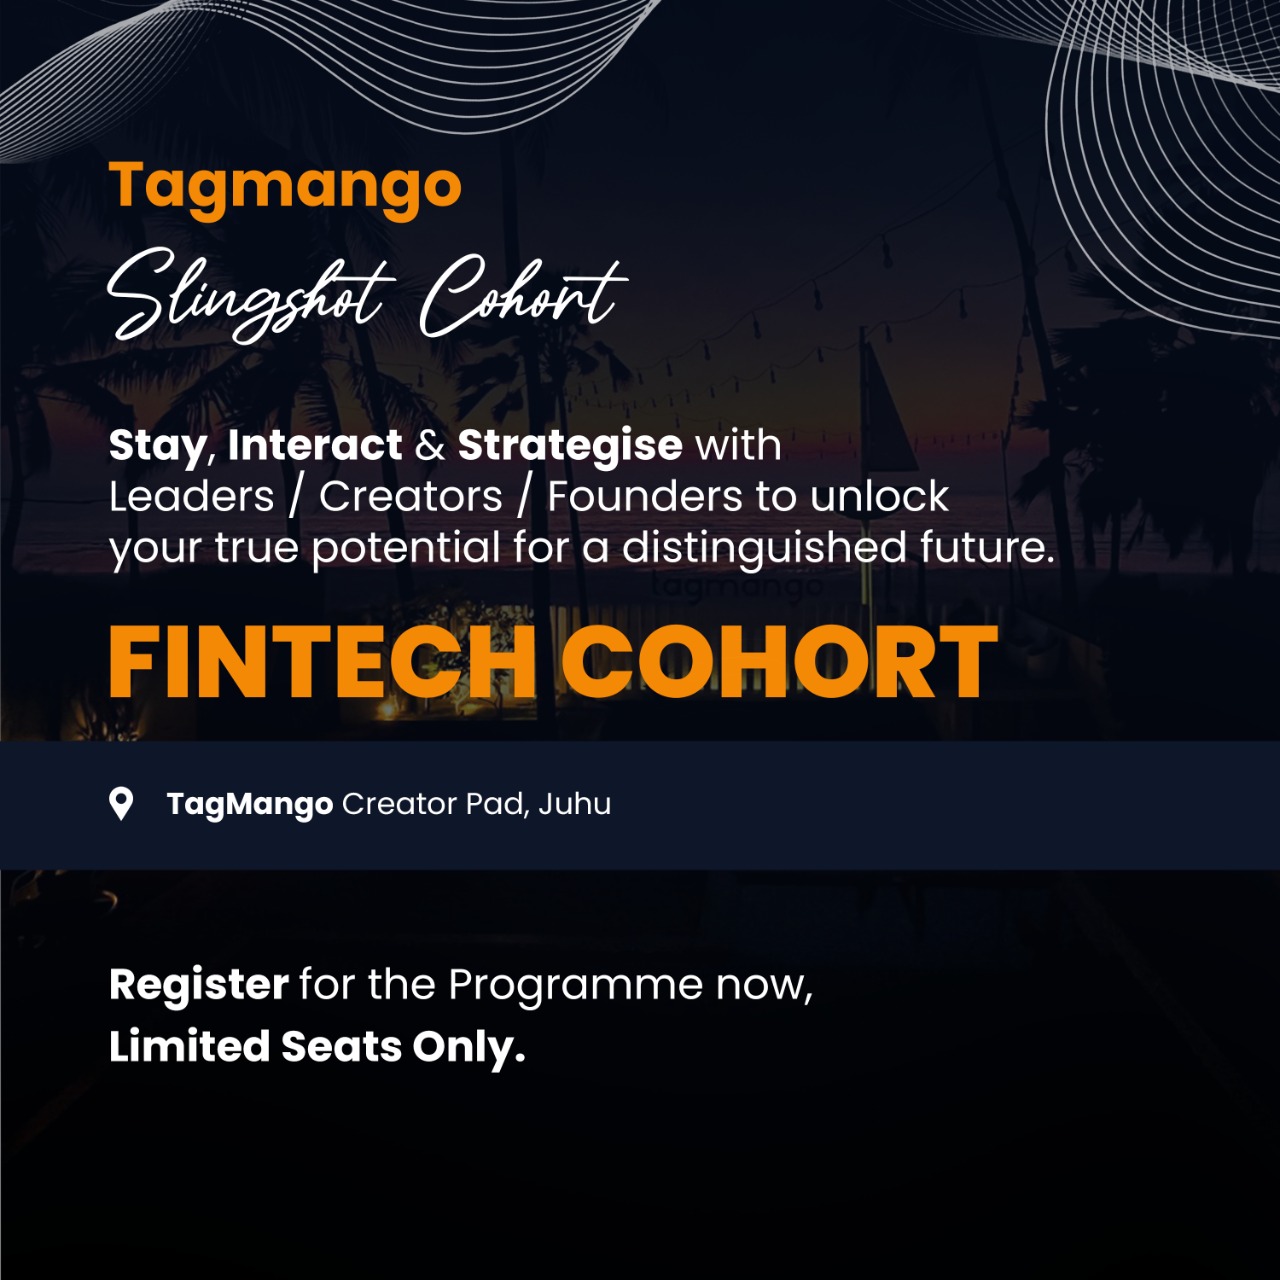 Tagmango
Slingshot Cohort
Stay, Interact & Strategise with
Leaders / Creators / Founders to unlock
your true potential for a distinguished future.
tagmango
FINTECH COHORT
TagMango Creator Pad, Juhu
Register for the Programme now,
Limited Seats Only.